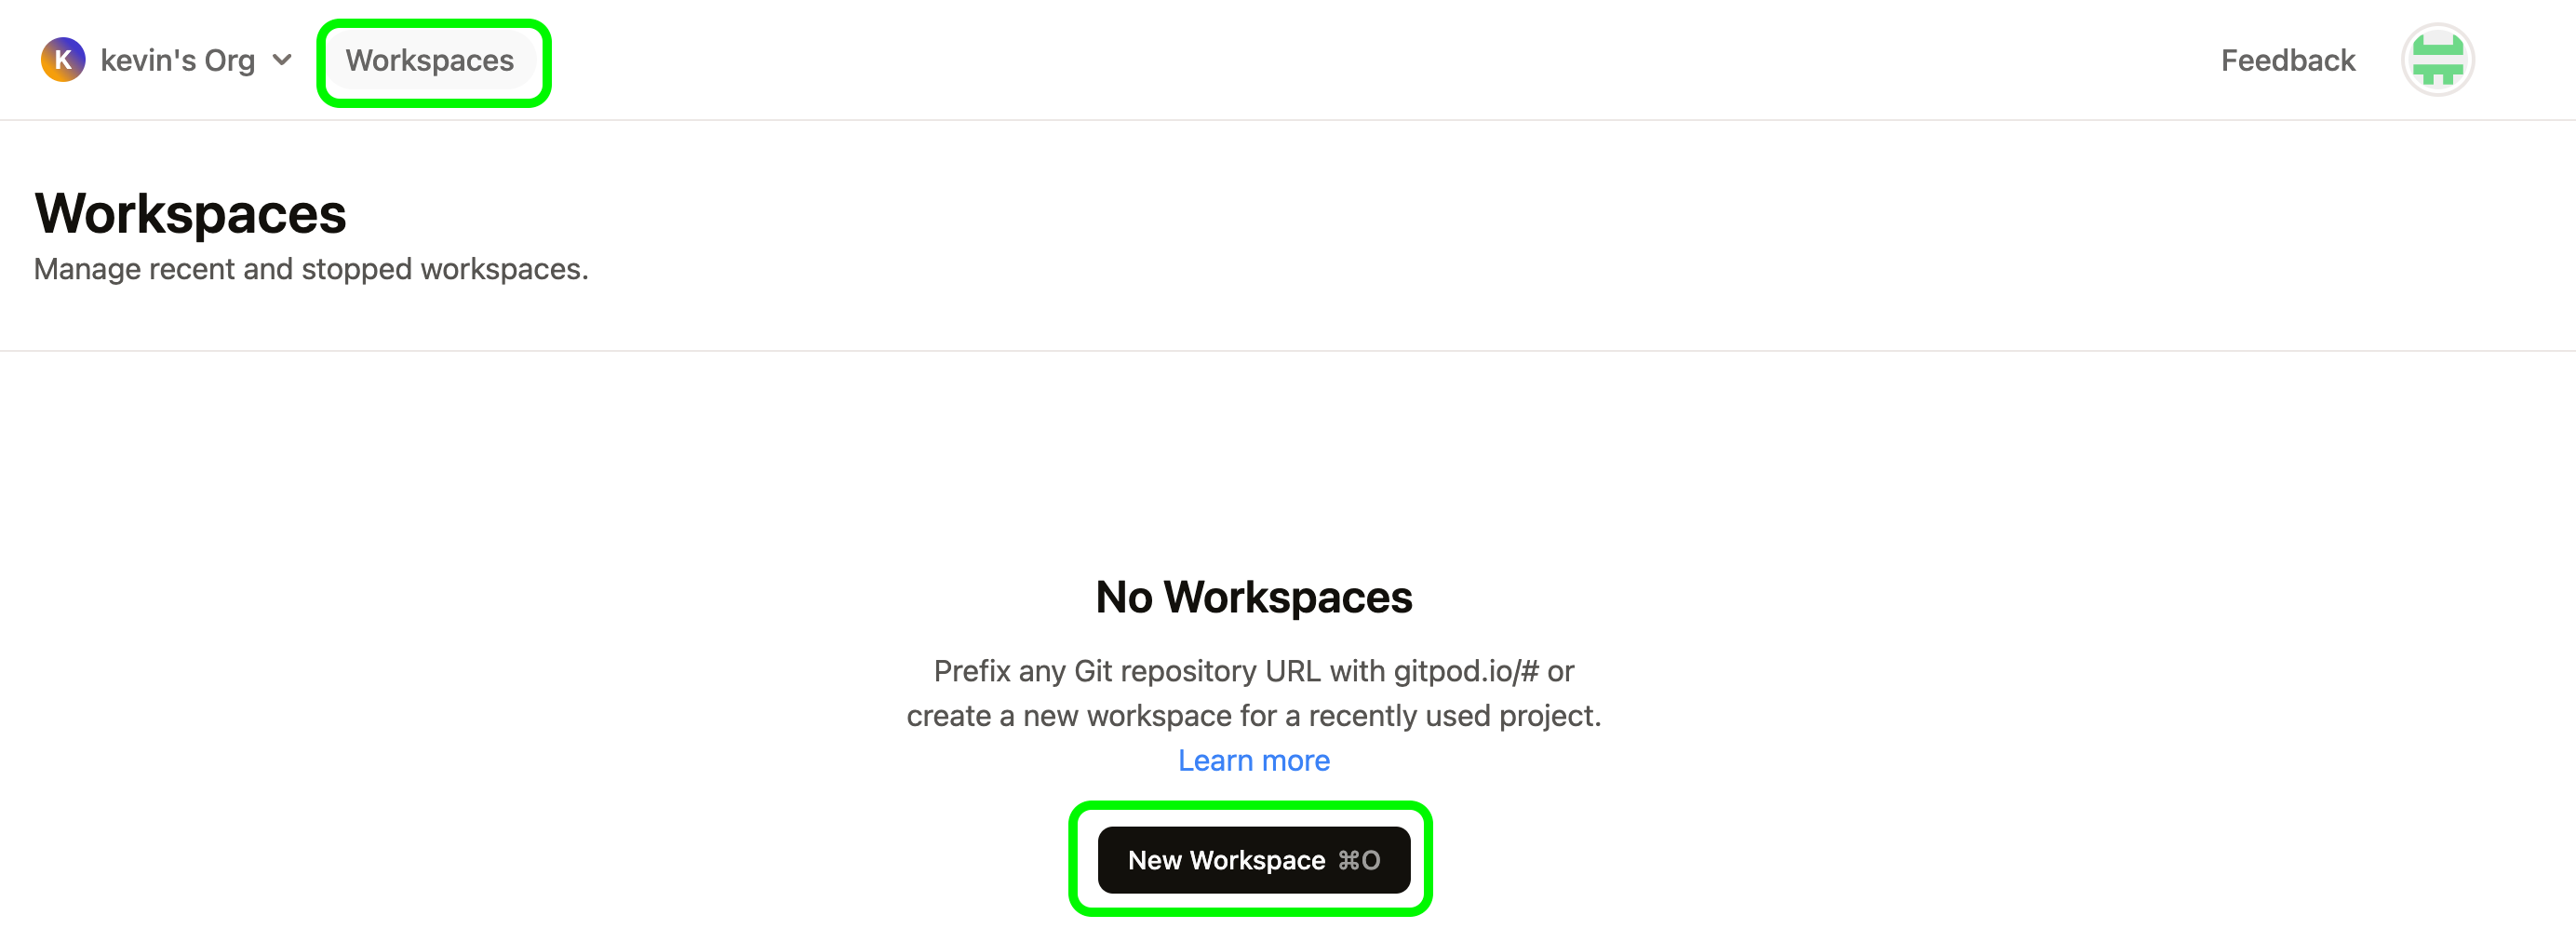 K kevin's Org Workspaces Feedback
Workspaces
Manage recent and stopped workspaces.
No Workspaces
Prefix any Git repository URL with gitpod.io/# or
create a new workspace for a recently used project.
Learn more
New Workspace ⌘O